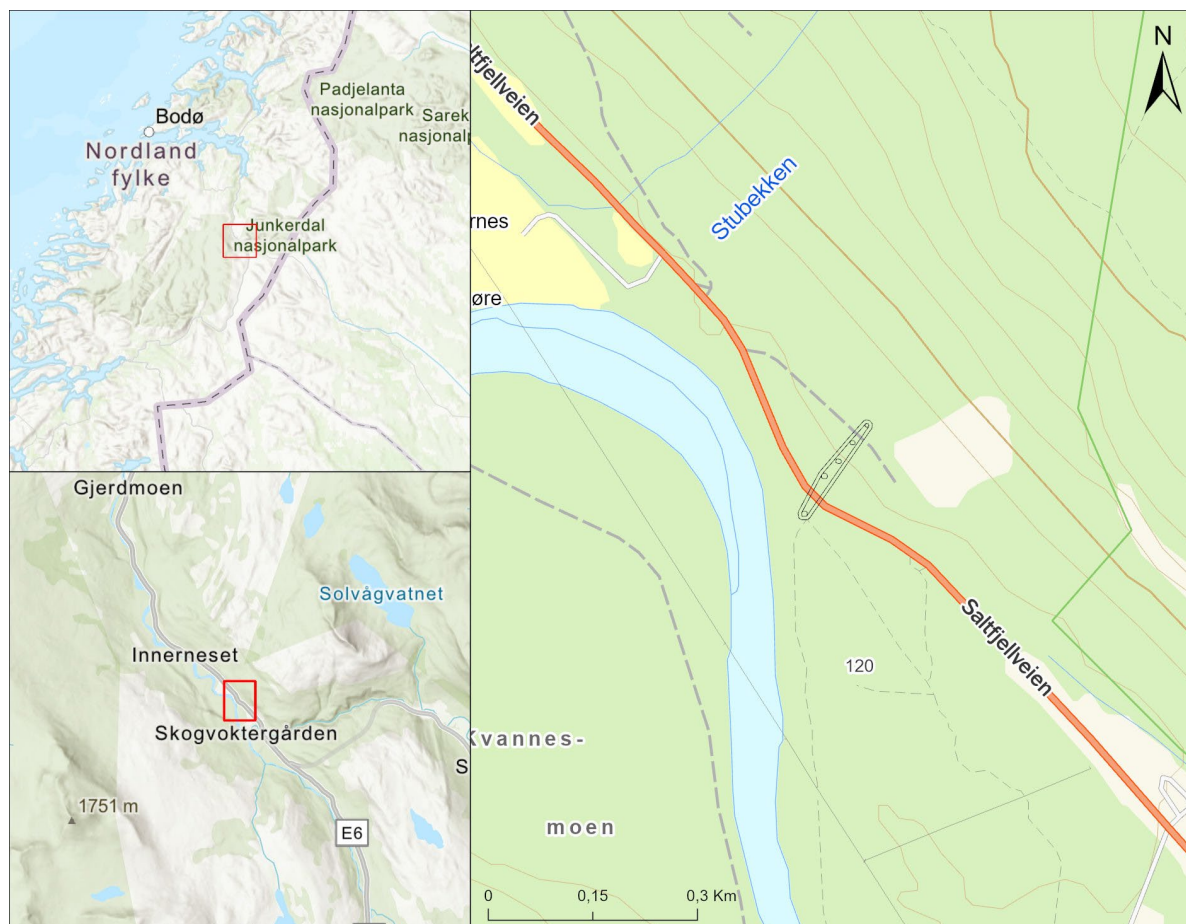 Padjelanta
nasjonalpark
Sarek
nasjonalp
Bodø
Nordland
fylke
Junkerdal
nasjonalpark
Gjerdmoen
Solvågvatnet
Innerneset
Skogvoktergården
S
1751 m
E6
ltfjellveien
N
Stubekken
rnes
øre
Saltfjellveien
120
Kvannes-
moen
0
0,15
0,3 Km